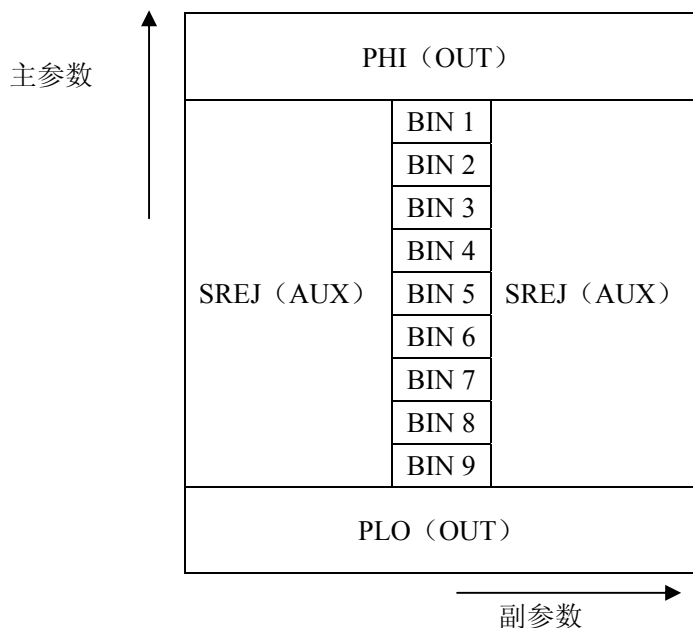 PHI（OUT）
主参数
BIN 1
BIN 2
BIN 3
BIN 4
SREJ（AUX） BIN 5 SREJ（AUX）
BIN 6
BIN 7
BIN 8
BIN 9
PLO（OUT）
副参数